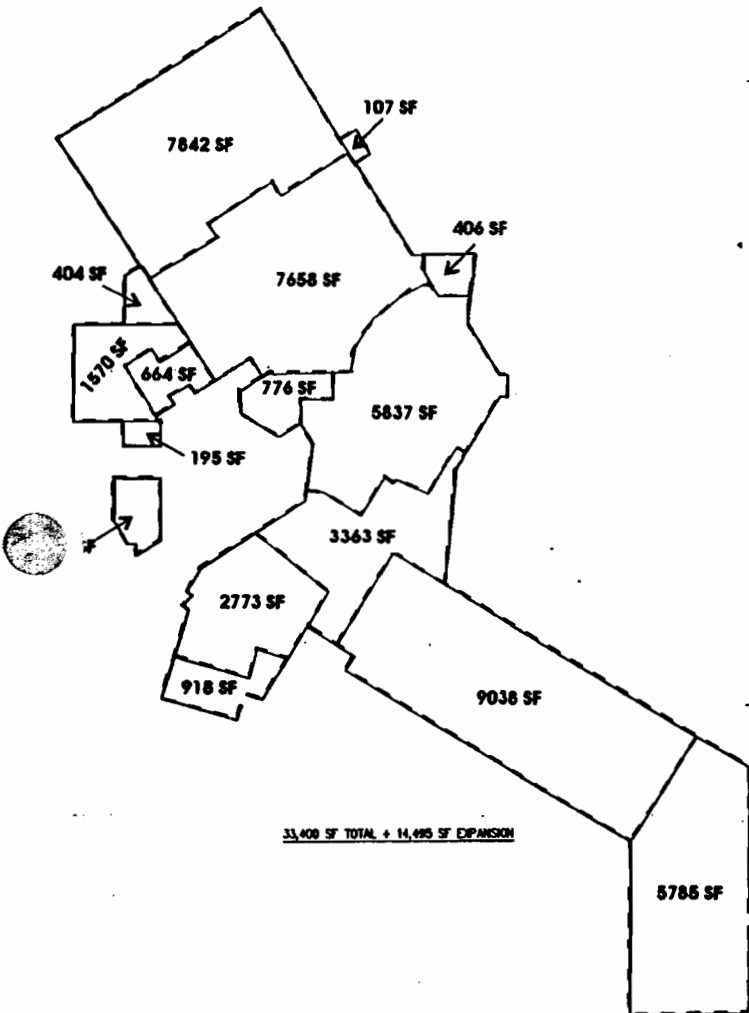 107 SF
7842 SF
406 SF
404 SF
7658 SF
1570 SF
664 SF
776 SF
5837 SF
195 SF
3363 SF
2773 SF
918 SF
9038 SF
33,400 SF TOTAL + 14,495 SF EXPANSION
5785 SF